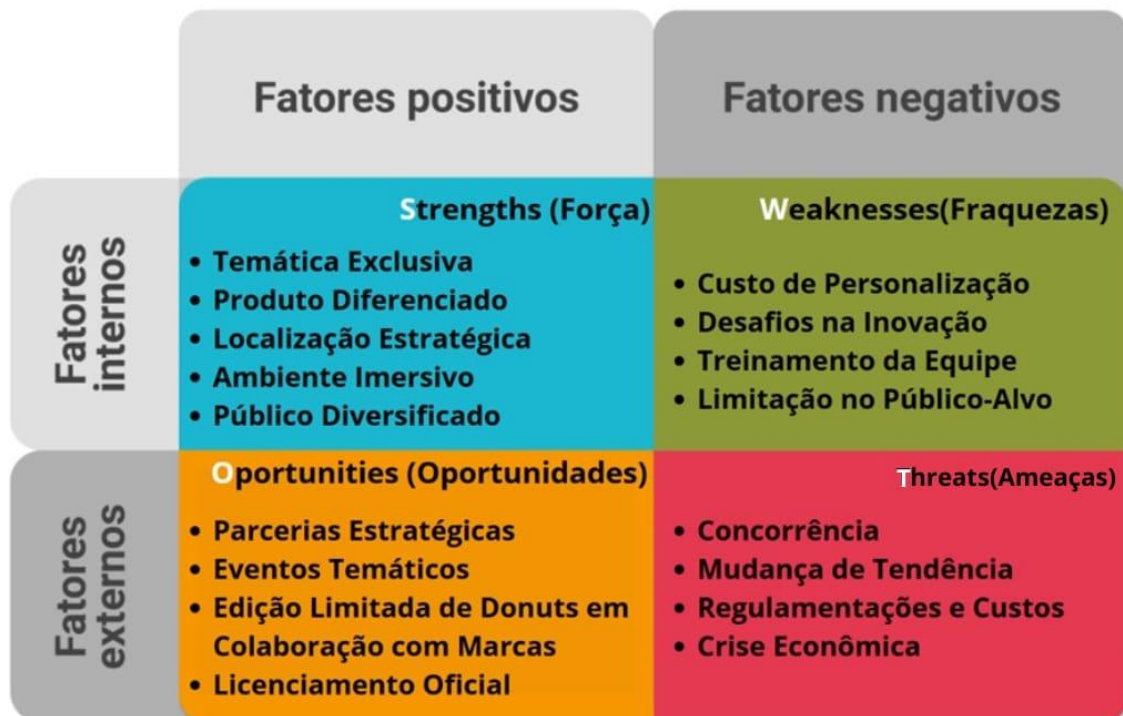 Fatores positivos
Fatores negativos
Fatores
internos
Strengths (Força)
• Temática Exclusiva
• Produto Diferenciado
• Localização Estratégica
• Ambiente Imersivo
• Público Diversificado
Weaknesses(Fraquezas)
• Custo de Personalização
• Desafios na Inovação
• Treinamento da Equipe
• Limitação no Público-Alvo
Fatores
externos
Oportunities (Oportunidades)
• Parcerias Estratégicas
• Eventos Temáticos
• Edição Limitada de Donuts em
Colaboração com Marcas
• Licenciamento Oficial
Threats(Ameaças)
• Concorrência
• Mudança de Tendência
• Regulamentações e Custos
• Crise Econômica